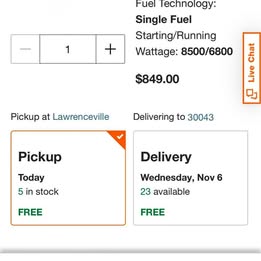 Fuel Technology:
Single Fuel
Starting/Running
Wattage: 8500/6800
$849.00
1
Live Chat
Pickup at Lawrenceville
Delivering to 30043
Pickup
Today
5 in stock
FREE
Delivery
Wednesday, Nov 6
23 available
FREE